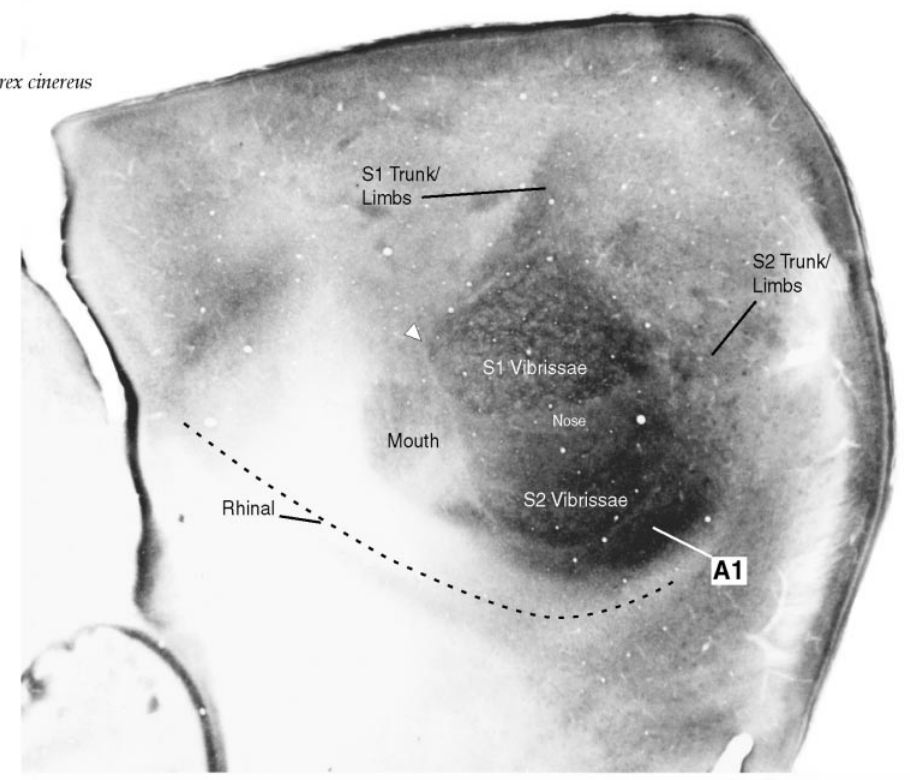 rex cinereus
S1 Trunk/
Limbs
S2 Trunk/
Limbs
S1 Vibrissae
Nose
Mouth
S2 Vibrissae
Rhinal
A1